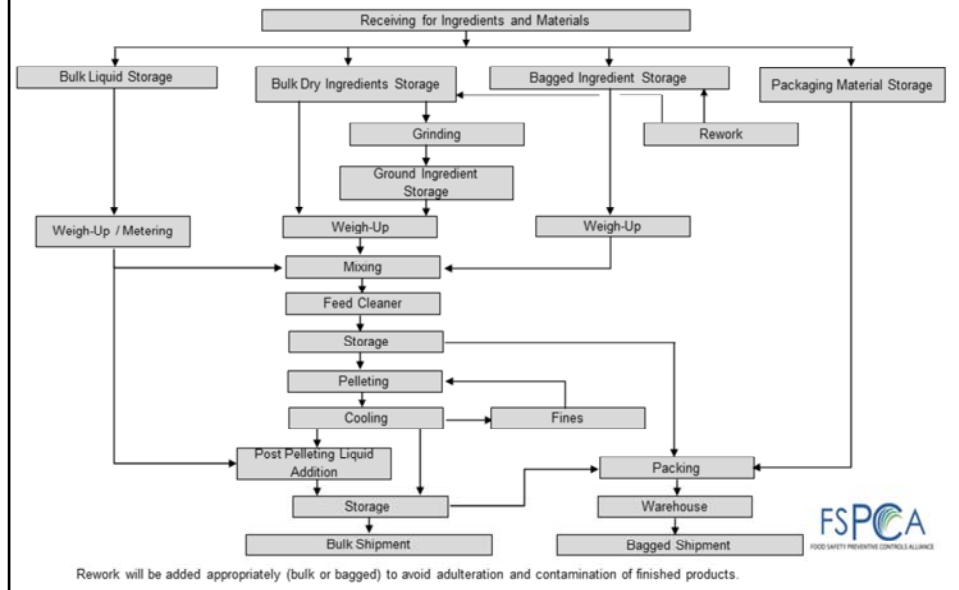 Receiving for Ingredients and Materials
Bulk Liquid Storage
Bulk Dry Ingredients Storage
Bagged Ingredient Storage
Packaging Material Storage
Grinding
Rework
Ground Ingredient
Storage
Weigh-Up / Metering
Weigh-Up
Weigh-Up
Mixing
Feed Cleaner
Storage
Pelleting
Cooling
Fines
Post Pelleting Liquid
Addition
Packing
Storage
Warehouse
Bulk Shipment
Bagged Shipment
FSPCA
FOOD SAFETY PREVENTIVE CONTROLS ALLIANCE
Rework will be added appropriately (bulk or bagged) to avoid adulteration and contamination of finished products.